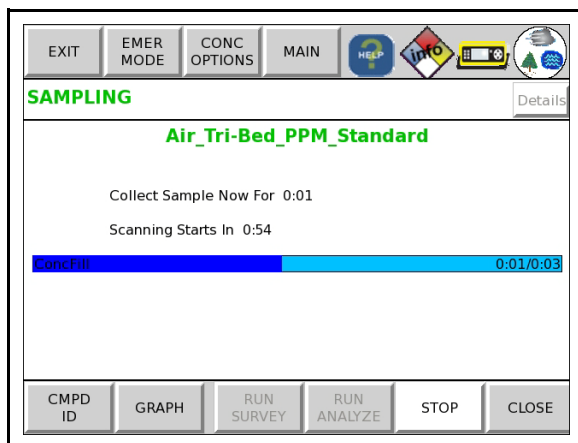 EXIT
EMER
MODE
CONC
OPTIONS
MAIN
HELP
?
info
SAMPLING
Details
Air_Tri-Bed_PPM_Standard
Collect Sample Now For 0:01
Scanning Starts In 0:54
ConcFill 0:01/0:03
CMPD
ID
GRAPH
RUN
SURVEY
RUN
ANALYZE
STOP
CLOSE